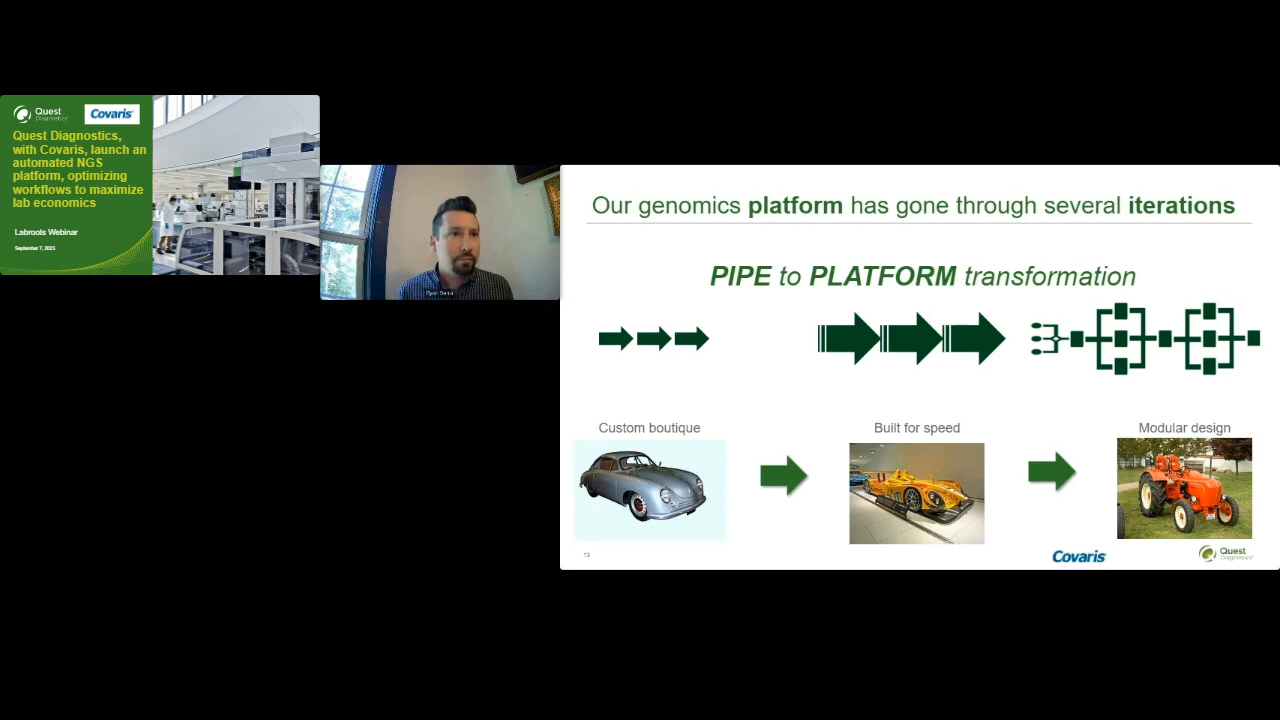 Quest
Diagnostics
Covaris
Quest Diagnostics,
with Covaris, launch an
automated NGS
platform, optimizing
workflows to maximize
lab economics
Labroots Webinar
September 7, 2023
Our genomics platform has gone through several iterations
PIPE to PLATFORM transformation
Custom boutique
Built for speed
Modular design
Covaris
Quest
Diagnostics